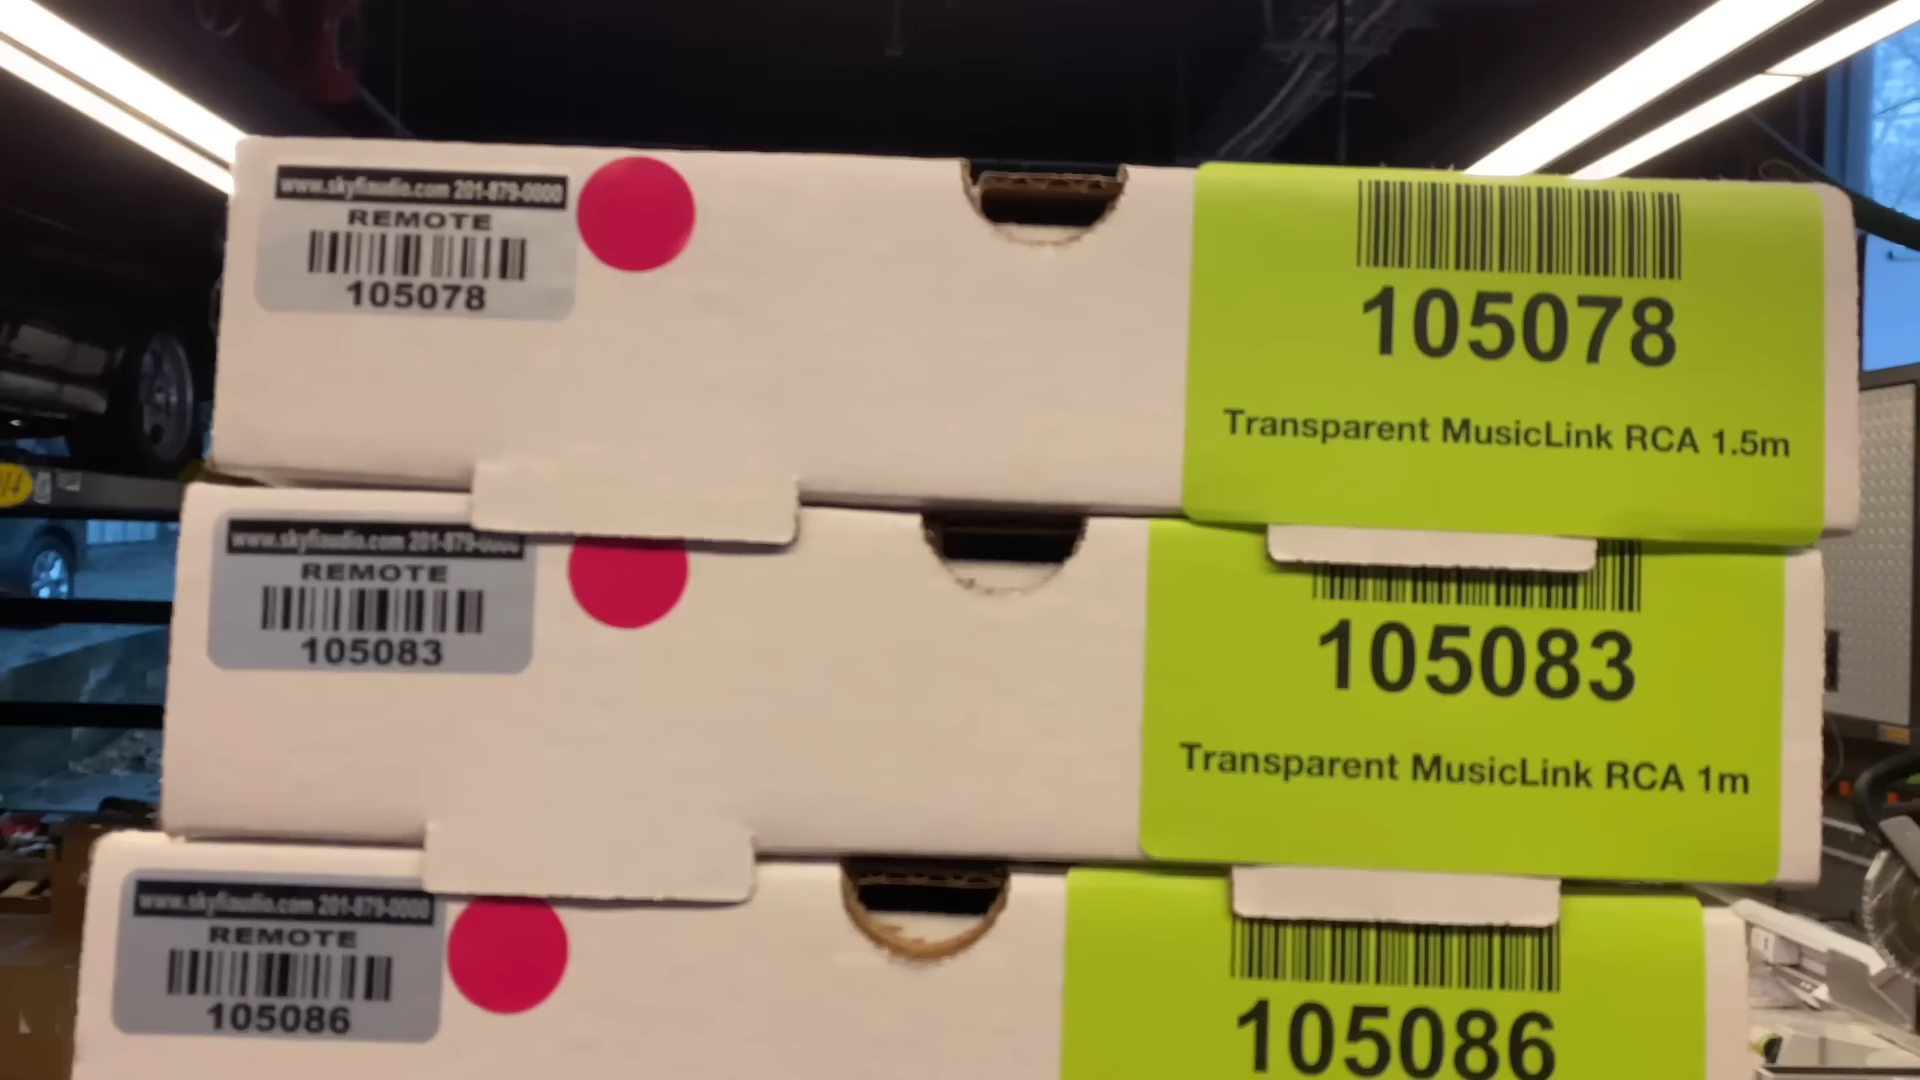 www.skyfiaudio.com 201-879-0000
REMOTE
105078
105078
Transparent MusicLink RCA 1.5m
www.skyfiaudio.com 201-879-0000
REMOTE
105083
105083
Transparent MusicLink RCA 1m
www.skyfiaudio.com 201-879-0000
REMOTE
105086
105086